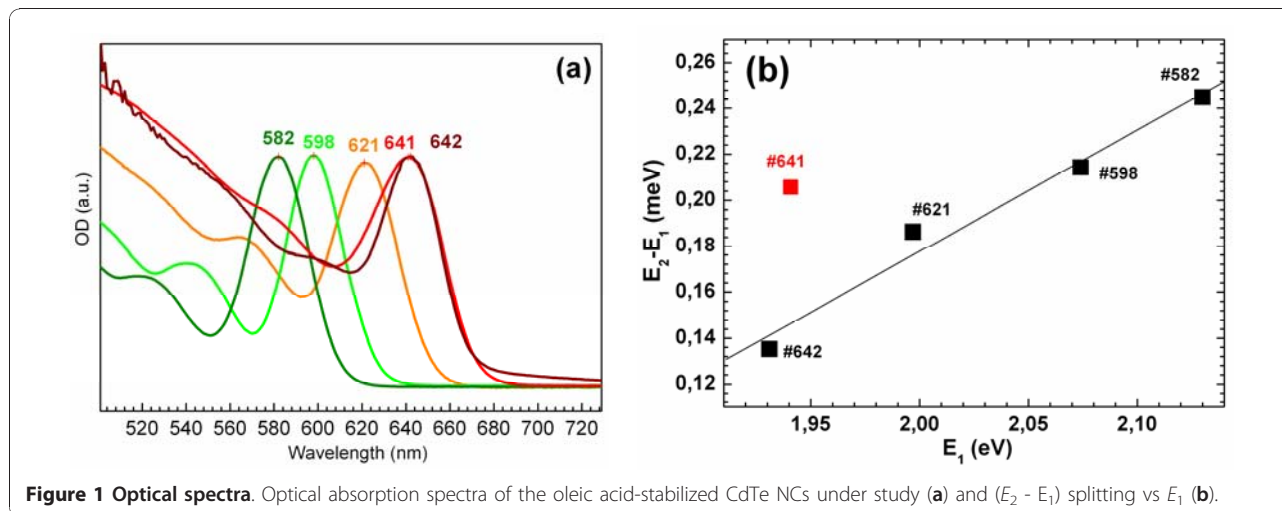 (a)
582 598 621 641 642
OD (a.u.)
520 540 560 580 600 620 640 660 680 700 720
Wavelength (nm)
(b)
0,26
0,24
0,22
0,20
0,18
0,16
0,14
0,12
E₂-E₁ (meV)
#582
#641
#598
#621
#642
1,95 2,00 2,05 2,10
E₁ (eV)
Figure 1 Optical spectra. Optical absorption spectra of the oleic acid-stabilized CdTe NCs under study (a) and (E₂ - E₁) splitting vs E₁ (b).